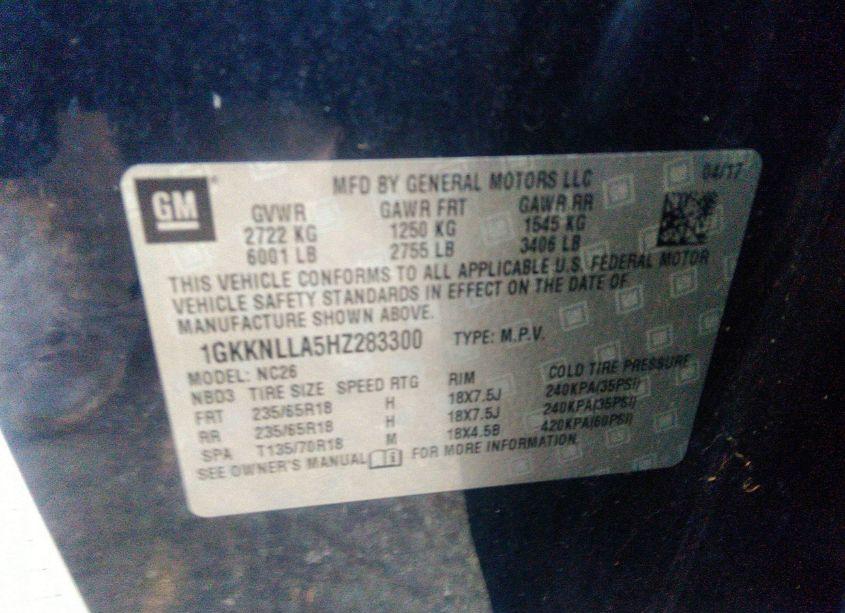 GM
MFD BY GENERAL MOTORS LLC
04/17
GVWR GAWR FRT GAWR RR
2722 KG 1250 KG 1545 KG
6001 LB 2755 LB 3406 LB
THIS VEHICLE CONFORMS TO ALL APPLICABLE U.S. FEDERAL MOTOR
VEHICLE SAFETY STANDARDS IN EFFECT ON THE DATE OF
MANUFACTURE SHOWN ABOVE.
1GKKNLLA5HZ283300 TYPE: M.P.V.
MODEL: NC26
NBD3 TIRE SIZE SPEED RTG RIM COLD TIRE PRESSURE
FRT 235/65R18 H 18X7.5J 240KPA(35PSI)
RR 235/65R18 H 18X7.5J 240KPA(35PSI)
SPA T135/70R18 M 18X4.5B 420KPA(60PSI)
SEE OWNER'S MANUAL FOR MORE INFORMATION.